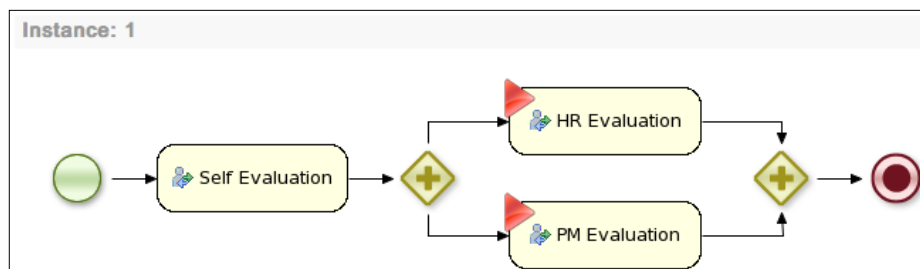 Instance: 1
HR Evaluation
Self Evaluation
PM Evaluation